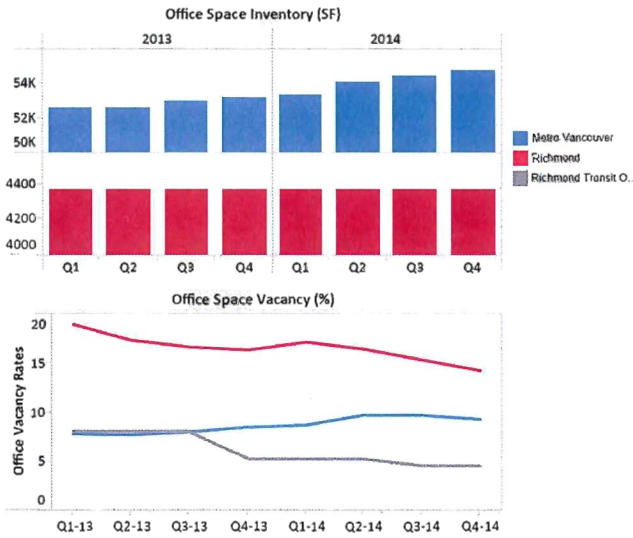 Office Space Inventory (SF)
2013 2014
54K
52K
50K
4400
4200
4000
Q1 Q2 Q3 Q4 Q1 Q2 Q3 Q4
Metro Vancouver
Richmond
Richmond Transit O..
Office Space Vacancy (%)
Office Vacancy Rates
20
15
10
5
0
Q1-13 Q2-13 Q3-13 Q4-13 Q1-14 Q2-14 Q3-14 Q4-14